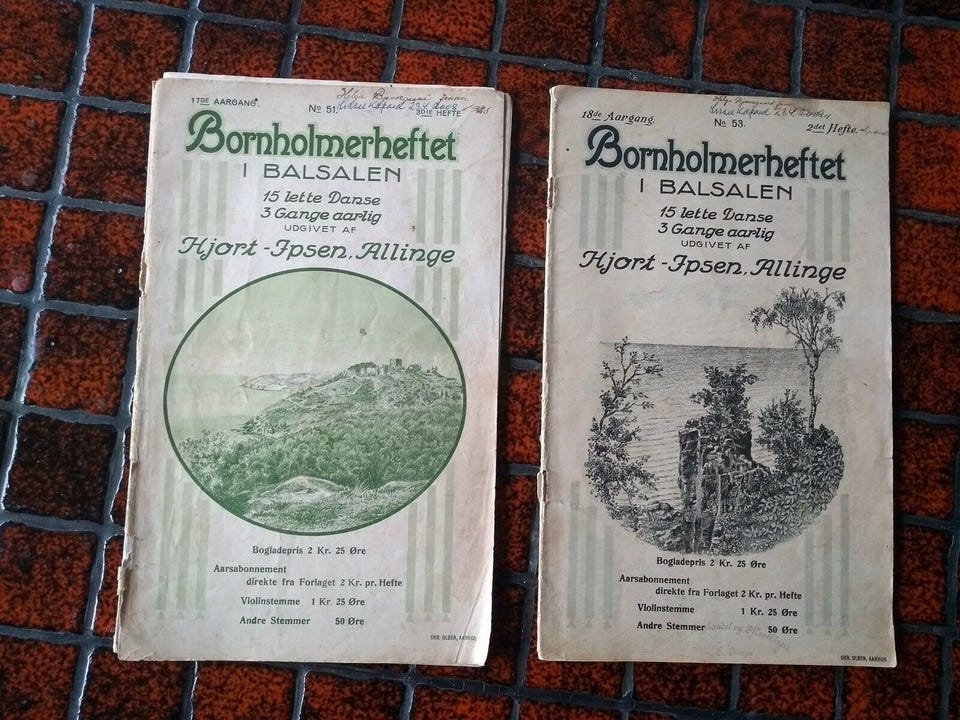 17DE AARGANG.
No 51.
3DIE HEFTE
Bornholmerheftet
I BALSALEN
15 lette Danse
3 Gange aarlig
UDGIVET AF
Hjort-Ipsen, Allinge
Bogladepris 2 Kr. 25 Øre
Aarsabonnement
direkte fra Forlaget 2 Kr. pr. Hefte
Violinstemme 1 Kr. 25 Øre
Andre Stemmer 50 Øre
CHR. OLSEN, AARHUS
18de Aargang.
No 53.
2det Hefte.
Bornholmerheftet
I BALSALEN
15 lette Danse
3 Gange aarlig
UDGIVET AF
Hjort-Ipsen, Allinge
Bogladepris 2 Kr. 25 Øre
Aarsabonnement
direkte fra Forlaget 2 Kr. pr. Hefte
Violinstemme 1 Kr. 25 Øre
Andre Stemmer 50 Øre
CHR. OLSEN, AARHUS